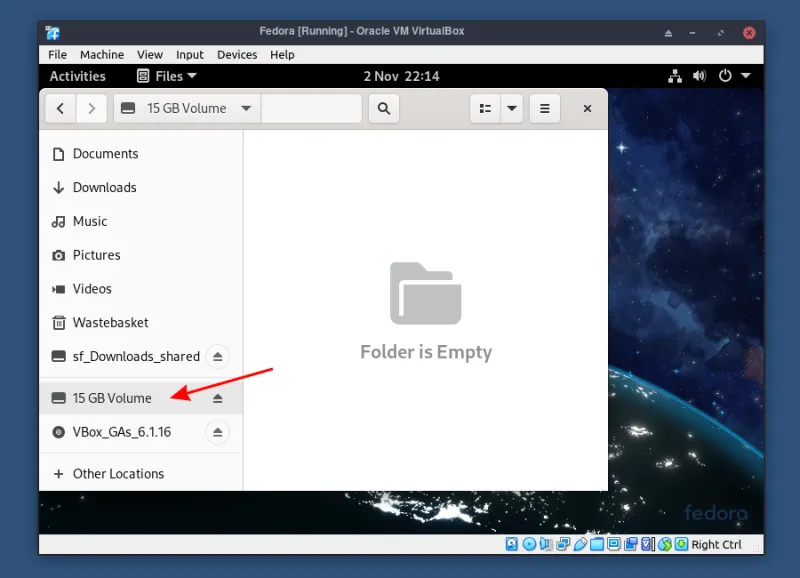 Fedora [Running] - Oracle VM VirtualBox
File Machine View Input Devices Help
Activities Files 2 Nov 22:14
15 GB Volume
Documents
Downloads
Music
Pictures
Videos
Wastebasket
sf_Downloads_shared
15 GB Volume
VBox_GAs_6.1.16
Other Locations
Folder is Empty
fedora
Right Ctrl